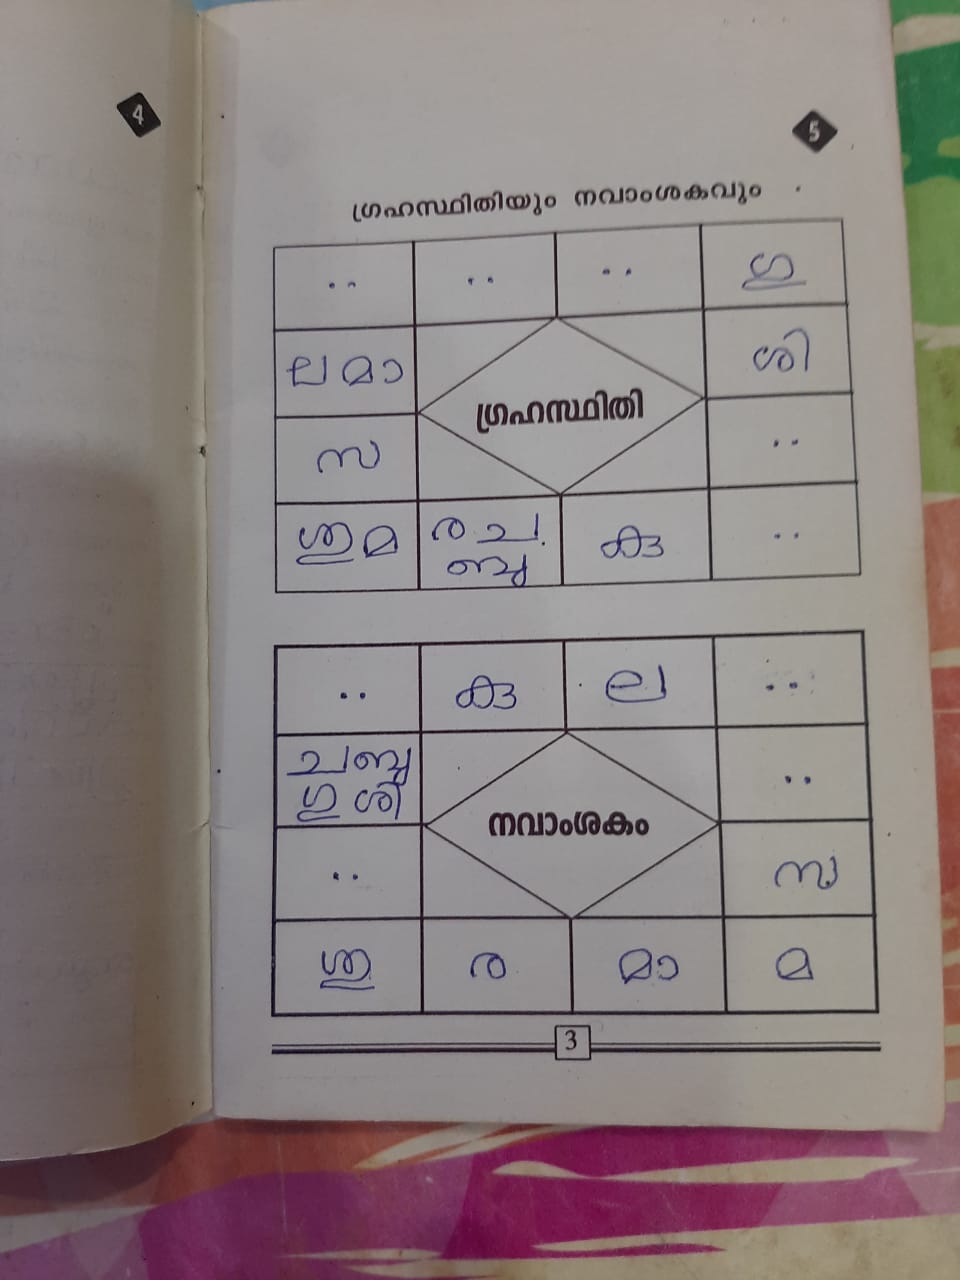 4
5
ഗ്രഹസ്ഥിതിയും നവാംശകവും
ഗു
ലമാ
ഗ്രഹസ്ഥിതി
ശി
സ
ശുമ
ര ച
ബു
കു
കു
ല
ചബു
ഗു ശി
നവാംശകം
സ
ശു
ര
മാ
മ
3